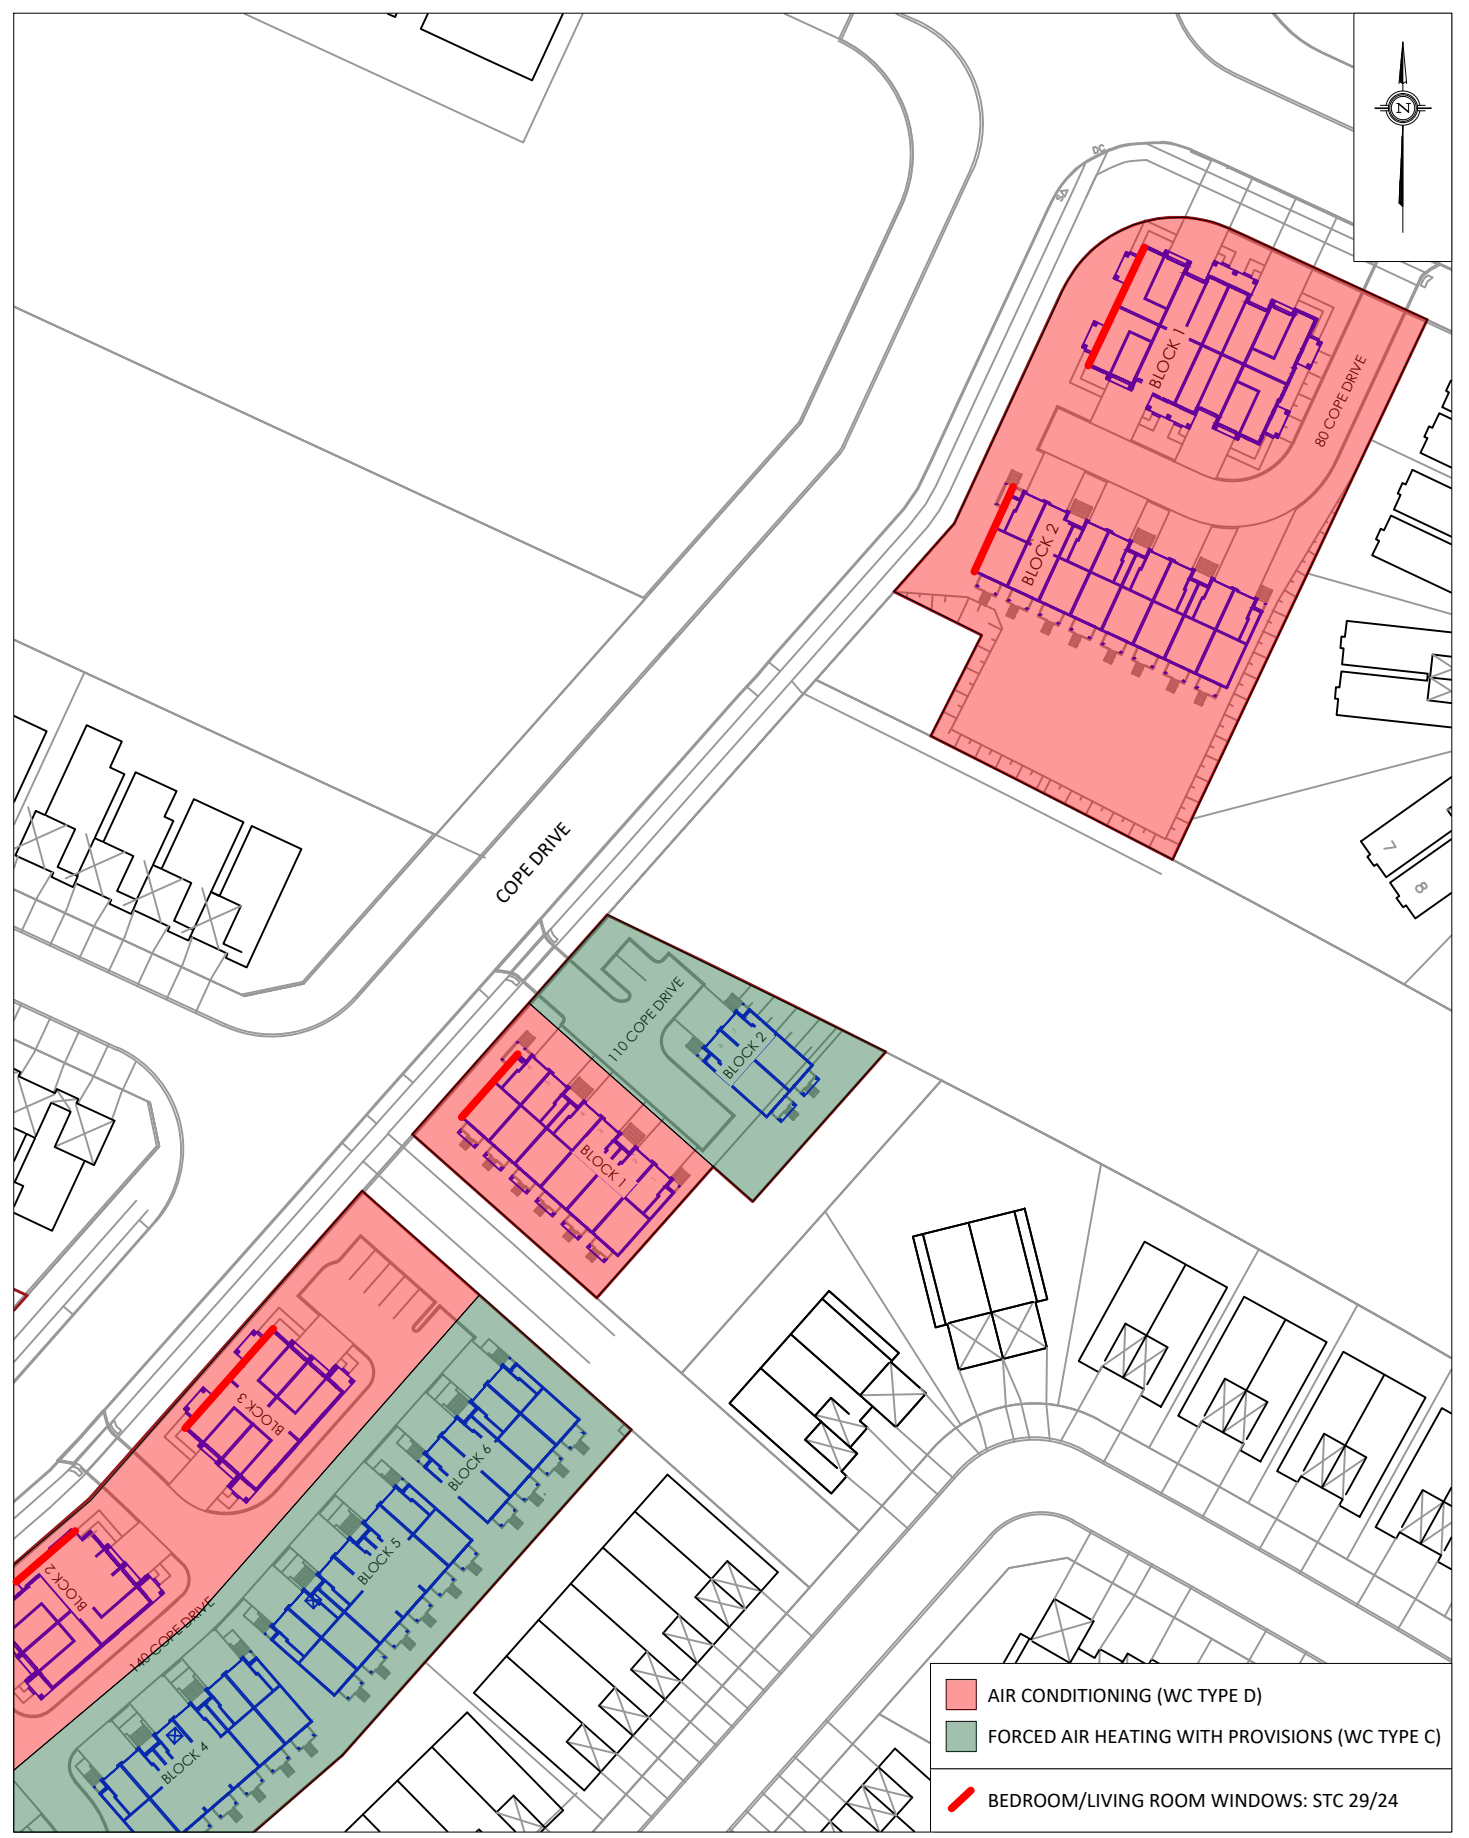 N
DC
BLOCK 1
80 COPE DRIVE
BLOCK 2
7
8
COPE DRIVE
110 COPE DRIVE
BLOCK 2
BLOCK 1
BLOCK 3
BLOCK 6
BLOCK 5
BLOCK 2
140 COPE DRIVE
BLOCK 4
AIR CONDITIONING (WC TYPE D)
FORCED AIR HEATING WITH PROVISIONS (WC TYPE C)
BEDROOM/LIVING ROOM WINDOWS: STC 29/24